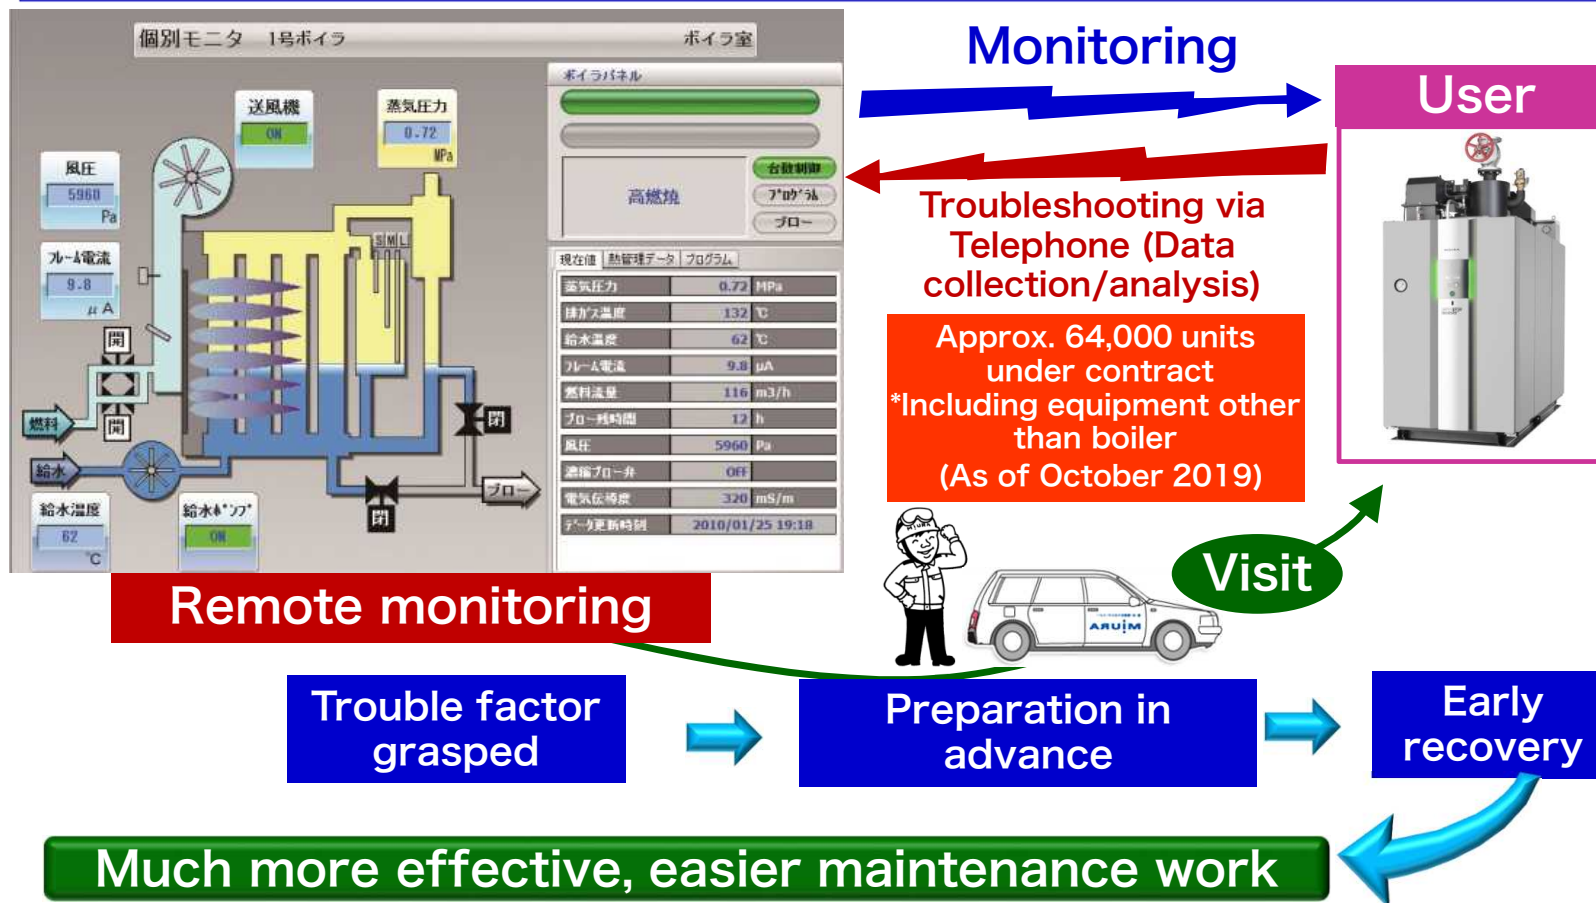 個別モニタ 1号ボイラ ボイラ室
送風機
ON
蒸気圧力
0.72
MPa
風圧
5960
Pa
フレーム電流
9.8
μA
S M L
開
開
燃料
給水
閉
閉
ブロー
給水温度
62
℃
給水ポンプ
ON
ボイラパネル
高燃焼
台数制御
プログラム
ブロー
現在値 熱管理データ プログラム
蒸気圧力 0.72 MPa
排ガス温度 132 ℃
給水温度 62 ℃
フレーム電流 9.8 μA
燃料流量 116 m3/h
ブロー残時間 12 h
風圧 5960 Pa
濃縮ブロー弁 OFF
電気伝導度 320 mS/m
データ更新時刻 2010/01/25 19:18
Monitoring
User
Troubleshooting via
Telephone (Data
collection/analysis)
Approx. 64,000 units
under contract
*Including equipment other
than boiler
(As of October 2019)
MIURA
MIURA
Visit
Remote monitoring
Trouble factor
grasped
Preparation in
advance
Early
recovery
Much more effective, easier maintenance work